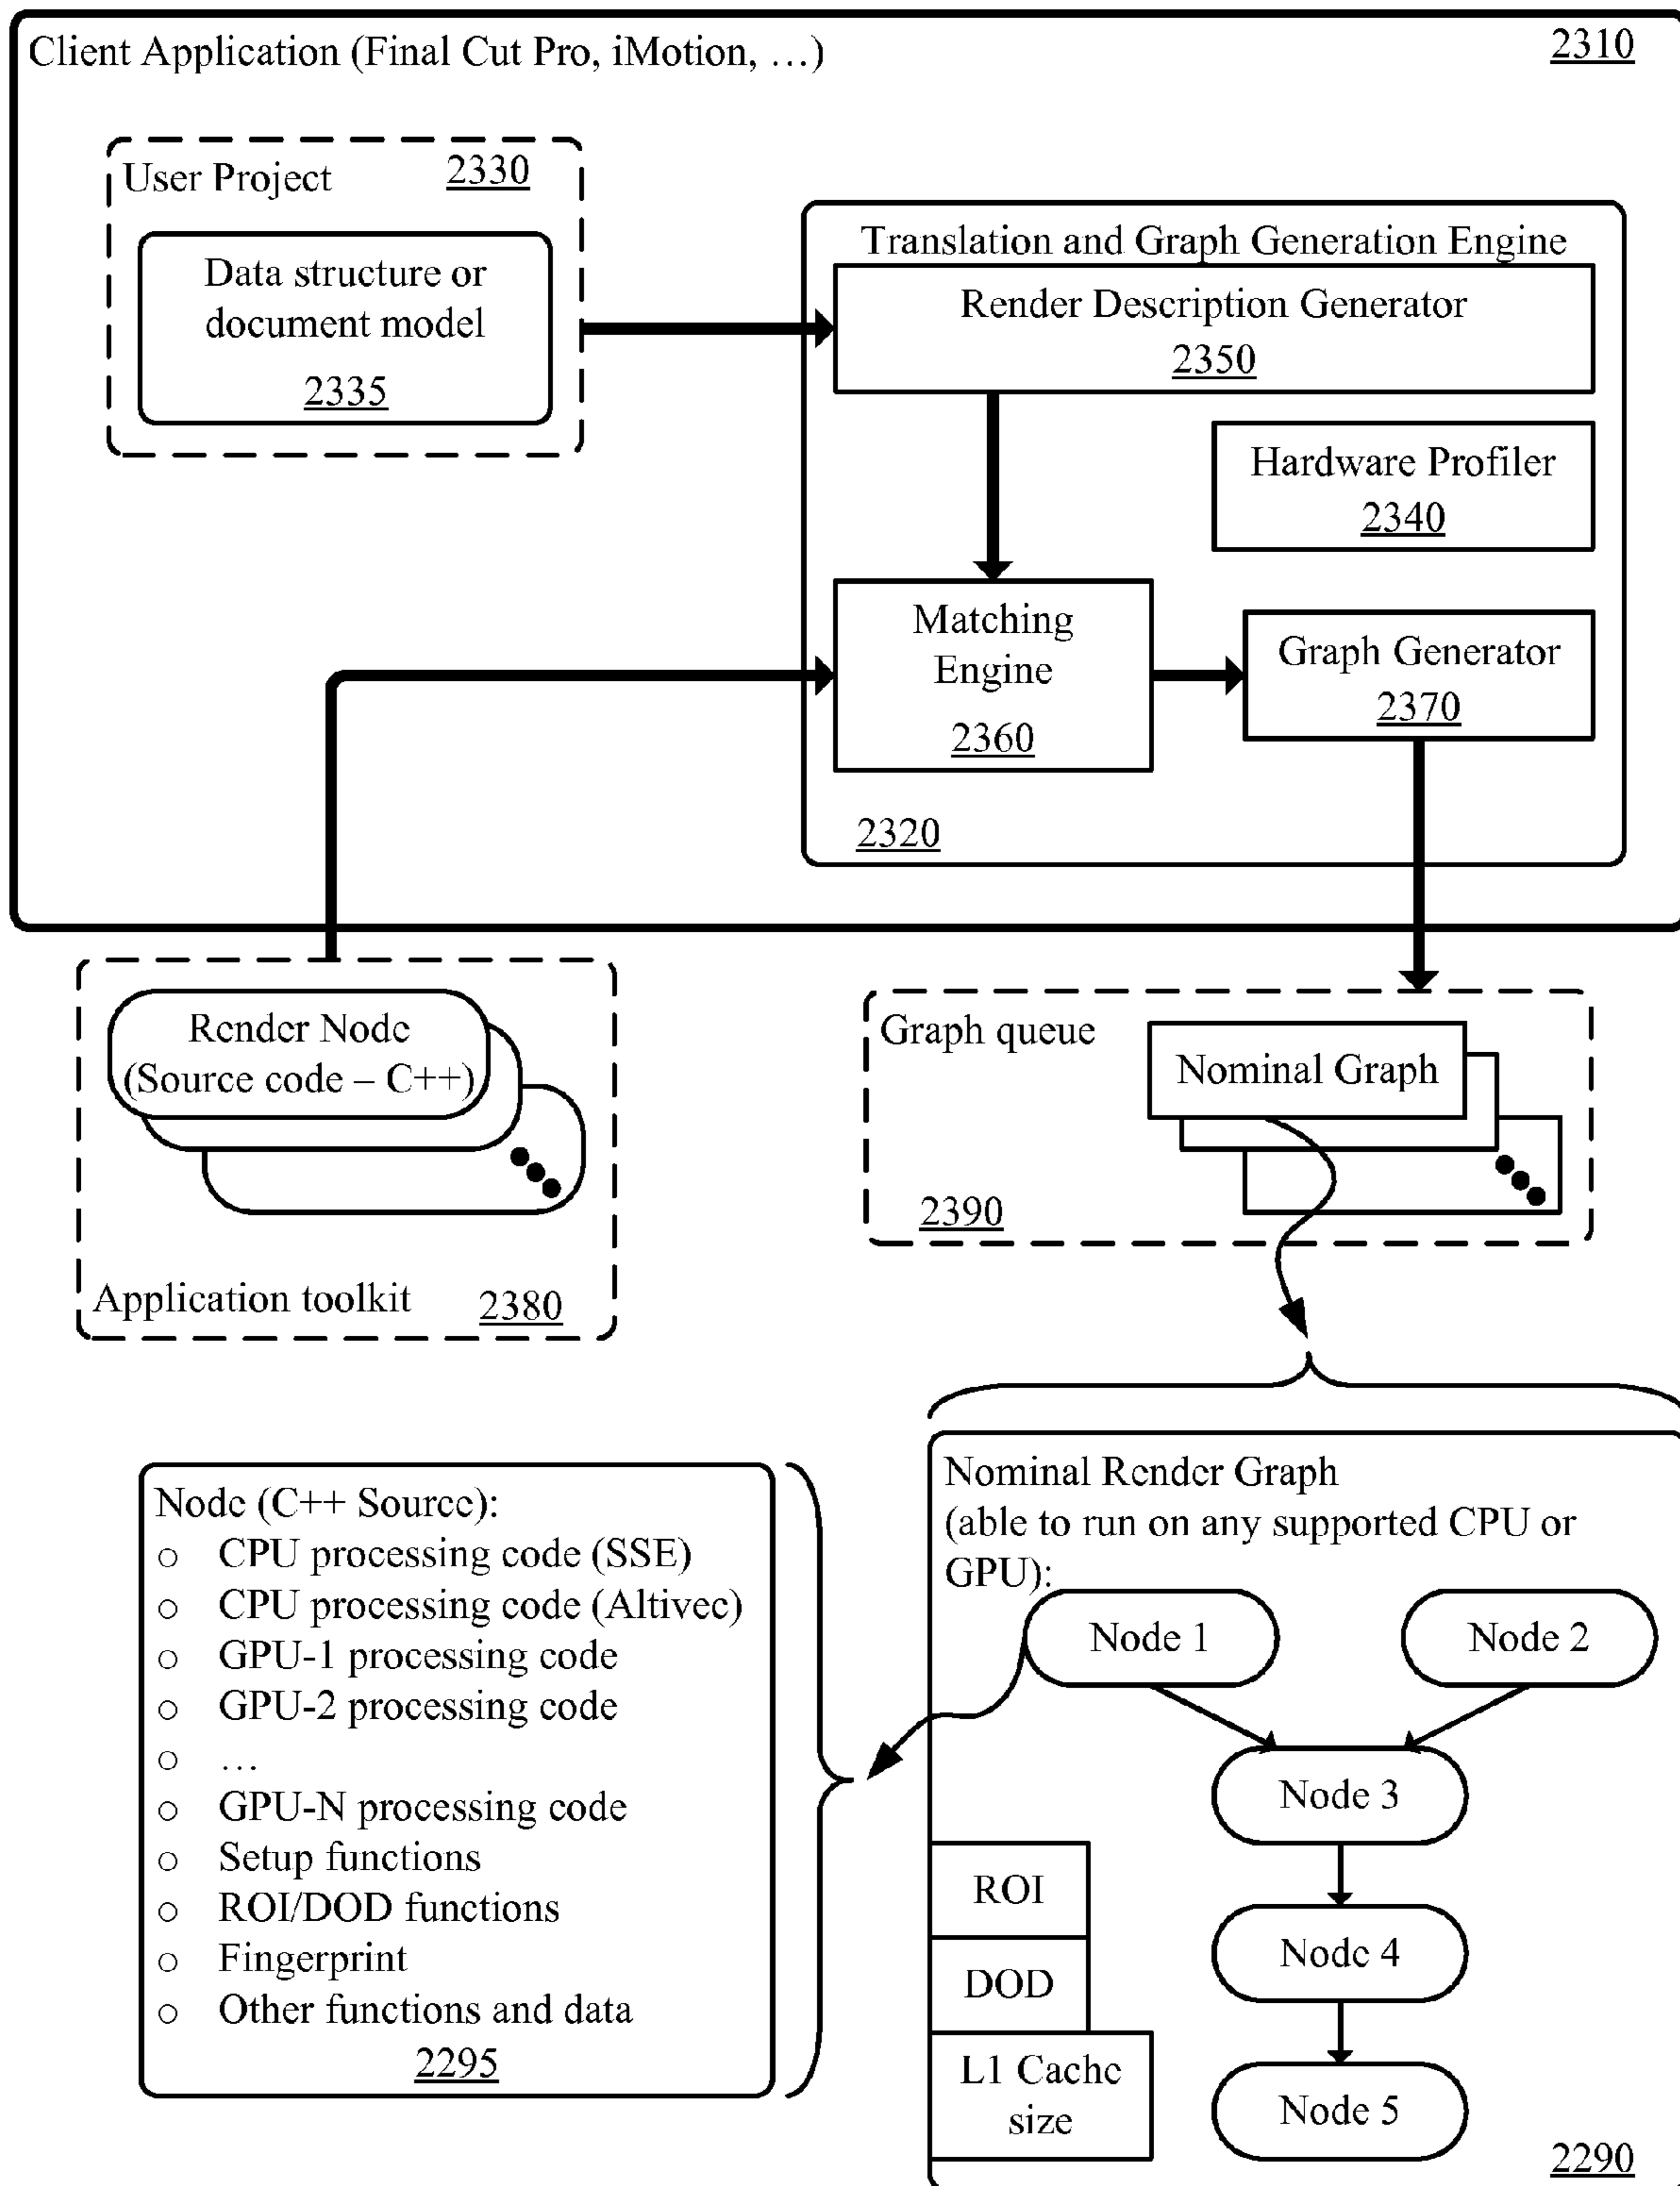 Client Application (Final Cut Pro, iMotion, …)
2310
User Project
2330
Data structure or
document model
2335
Translation and Graph Generation Engine
Render Description Generator
2350
Hardware Profiler
2340
Matching
Engine
2360
Graph Generator
2370
2320
Render Node
(Source code – C++)
Application toolkit
2380
Graph queue
Nominal Graph
2390
Node (C++ Source):
○ CPU processing code (SSE)
○ CPU processing code (Altivec)
○ GPU-1 processing code
○ GPU-2 processing code
○ …
○ GPU-N processing code
○ Setup functions
○ ROI/DOD functions
○ Fingerprint
○ Other functions and data
2295
Nominal Render Graph
(able to run on any supported CPU or
GPU):
Node 1
Node 2
Node 3
Node 4
Node 5
ROI
DOD
L1 Cache
size
2290